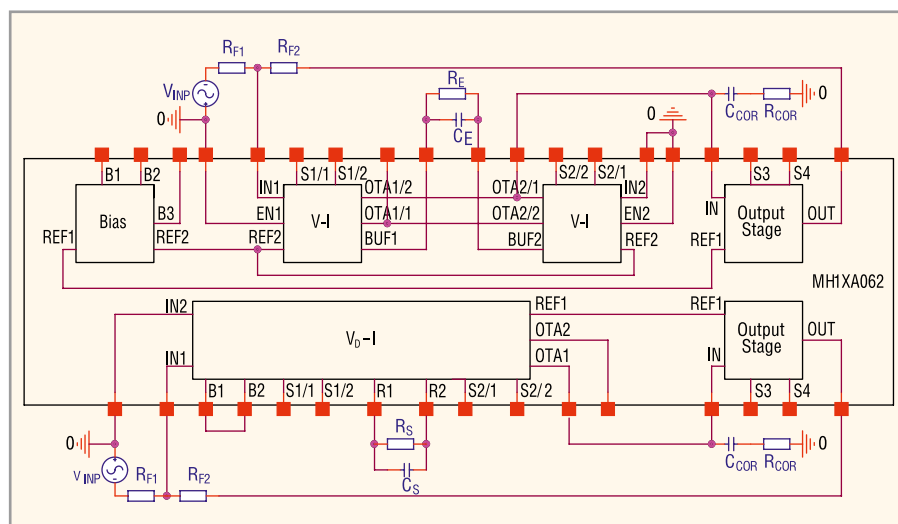 RF1 RF2
VINP
0
RE
CE
0
CCOR RCOR 0
B1 B2 S1/1 S1/2 S2/2 S2/1 S3 S4
IN1 OTA1/2 OTA2/1 IN2 IN
B3 EN1 OTA1/1 OTA2/2 EN2 OUT
Bias V-I V-I Output Stage
REF1 REF2 REF2 BUF1 BUF2 REF2 REF1
MH1XA062
IN2 REF1 REF1
VD-I OTA2 Output Stage OUT
IN1 OTA1 IN
B1 B2 S1/1 S1/2 R1 R2 S2/1 S2/2 S3 S4
0
RS
CS
CCOR RCOR 0
VINP
RF1 RF2